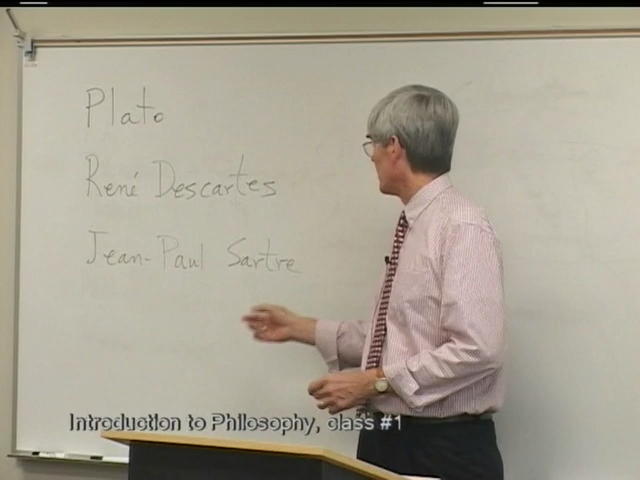 Plato
René Descartes
Jean-Paul Sartre
Introduction to Philosophy, class #1